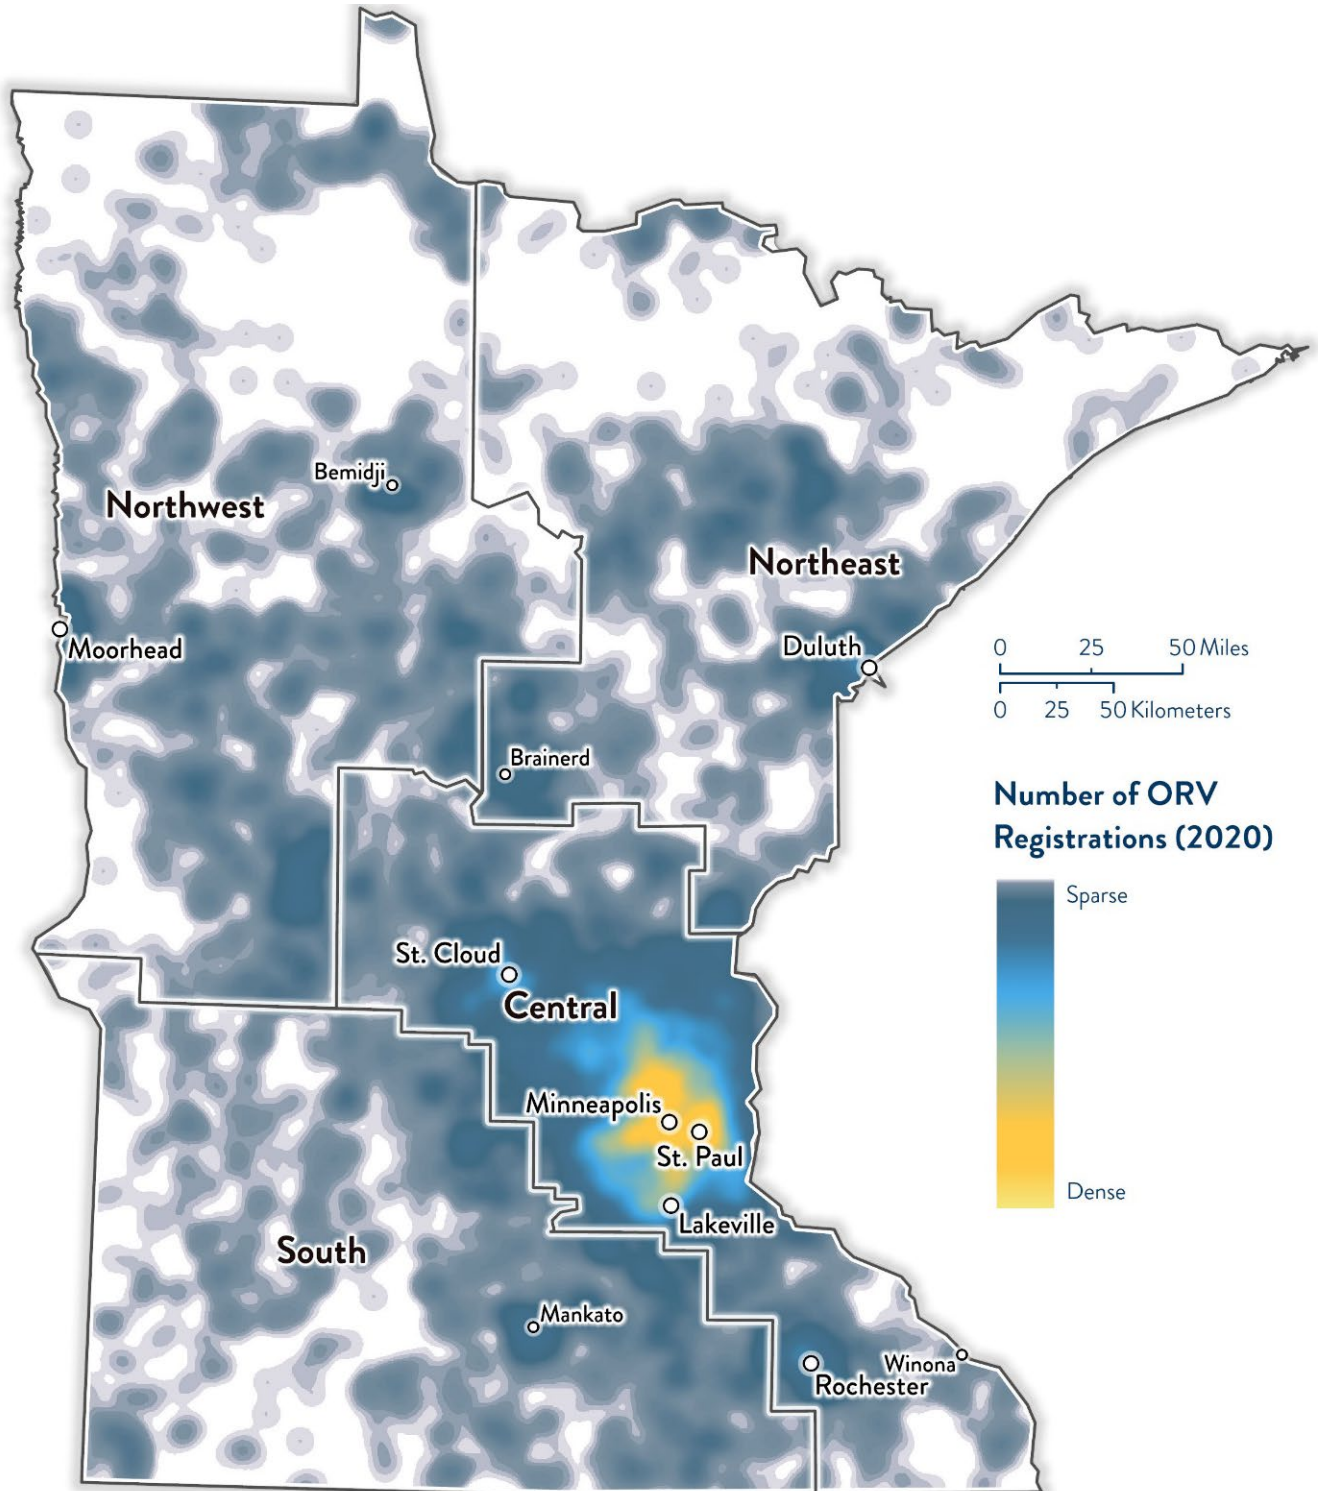 Bemidji
Northwest
Northeast
Moorhead
Duluth
0 25 50 Miles
0 25 50 Kilometers
Brainerd
Number of ORV
Registrations (2020)
Sparse
St. Cloud
Central
Minneapolis
St. Paul
Dense
Lakeville
South
Mankato
Winona
Rochester